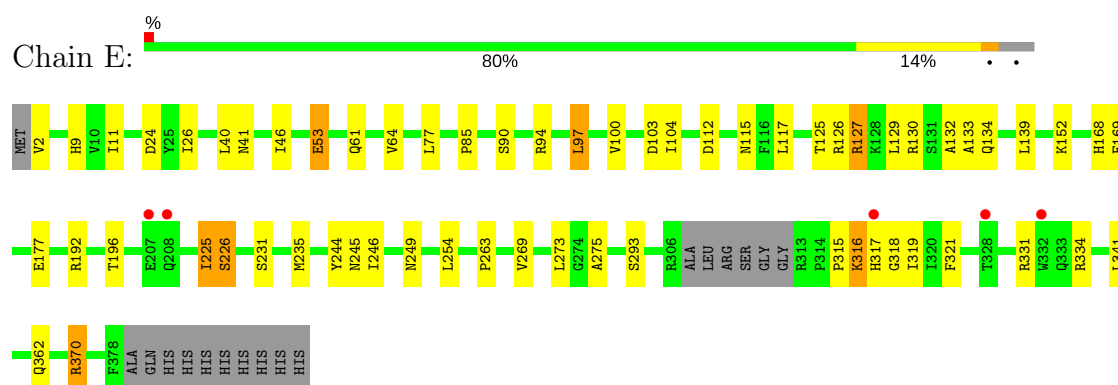 %
Chain E:
80% 14% • •
MET V2 H9 V10 I11 D24 Y25 I26 L40 N41 I46 E53 Q61 V64 L77 P85 S90 R94 L97 V100 D103 I104 D112 N115 F116 L117 T125 R126 R127 K128 L129 R130 S131 A132 A133 Q134 L139 K152 H168
E177 R192 T196 E207 Q208 I225 S226 S231 M235 Y244 N245 I246 N249 L254 P263 V269 L273 G274 A275 S293 R306 ALA LEU ARG SER GLY GLY R313 P314 P315 K316 H317 G318 I319 I320 F321 T328 R331 W332 Q333 R334
Q362 R370 F378 ALA GLN HIS HIS HIS HIS HIS HIS HIS HIS